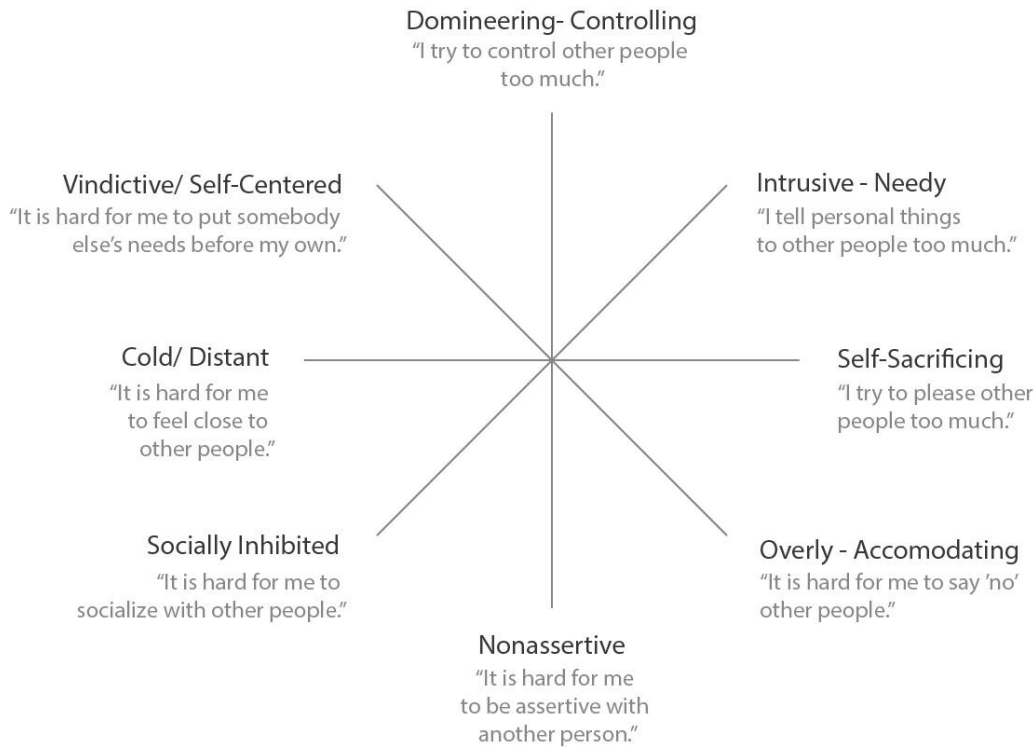 Domineering- Controlling
“I try to control other people
too much.”
Vindictive/ Self-Centered
“It is hard for me to put somebody
else’s needs before my own.”
Intrusive - Needy
“I tell personal things
to other people too much.”
Cold/ Distant
“It is hard for me
to feel close to
other people.”
Self-Sacrificing
“I try to please other
people too much.”
Socially Inhibited
“It is hard for me to
socialize with other people.”
Overly - Accomodating
“It is hard for me to say ’no’
other people.”
Nonassertive
“It is hard for me
to be assertive with
another person.”